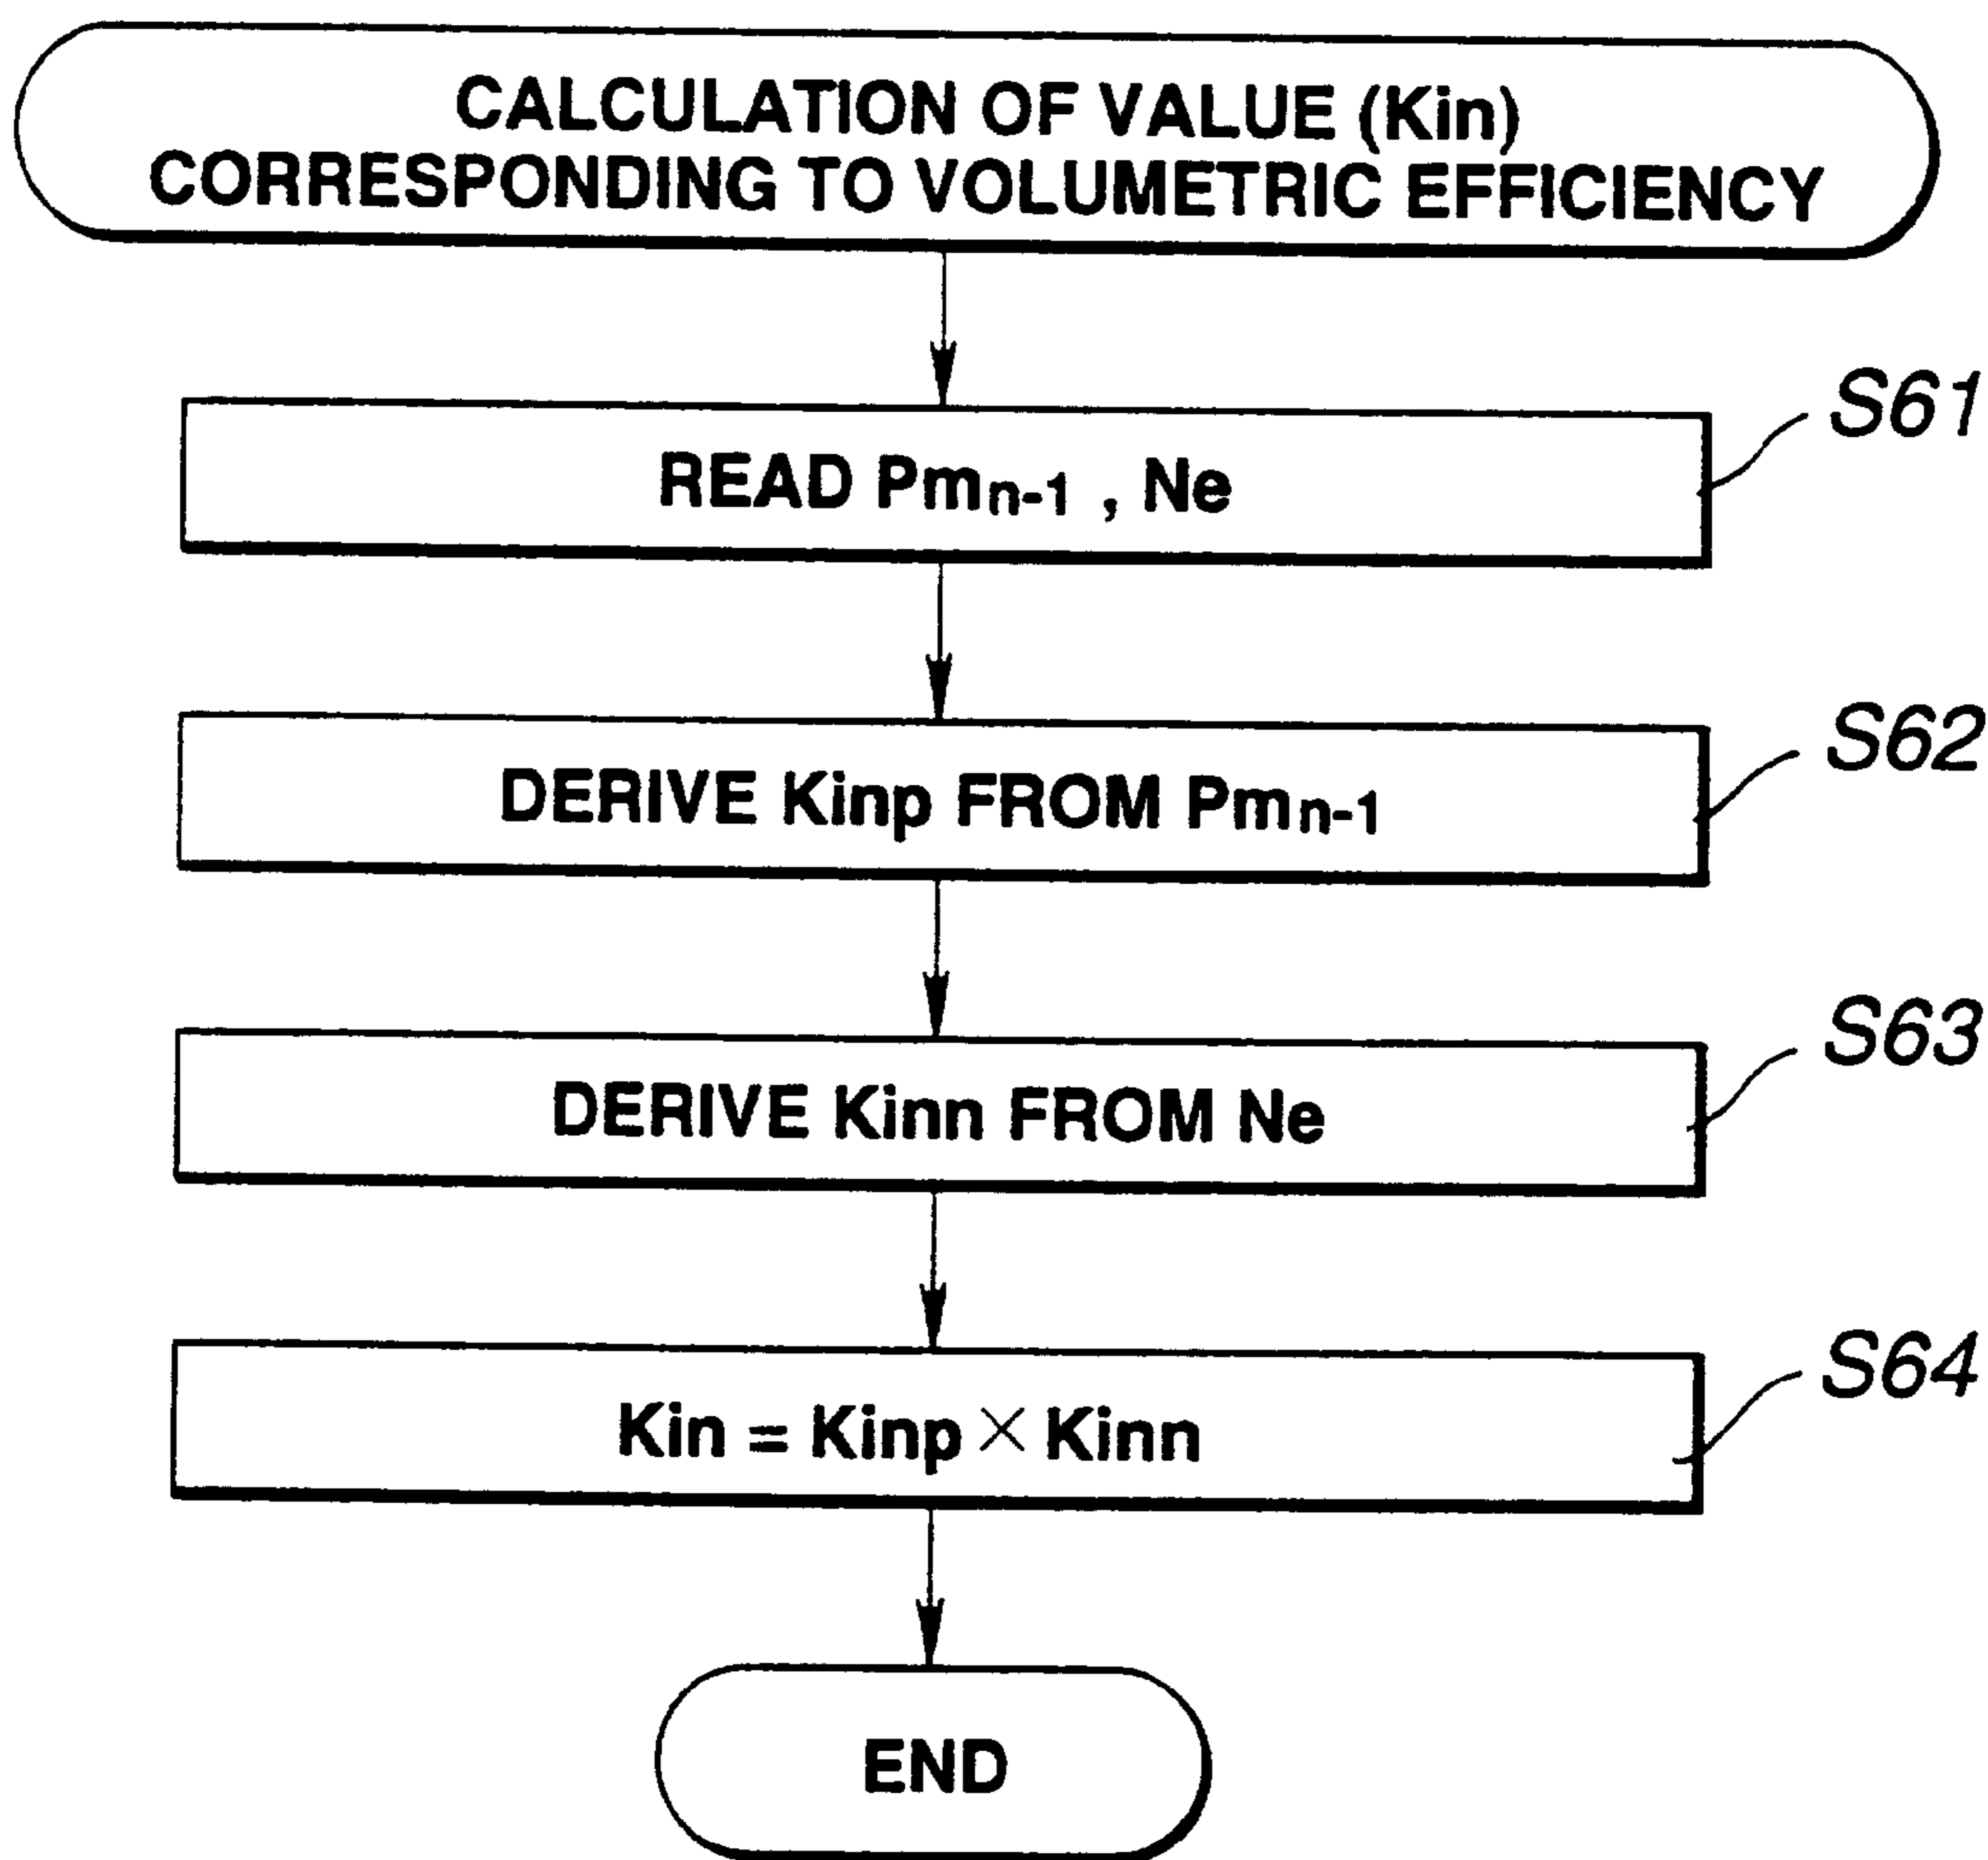 CALCULATION OF VALUE (Kin)
CORRESPONDING TO VOLUMETRIC EFFICIENCY
S61
READ Pmn-1 , Ne
S62
DERIVE Kinp FROM Pmn-1
S63
DERIVE Kinn FROM Ne
S64
Kin = Kinp × Kinn
END